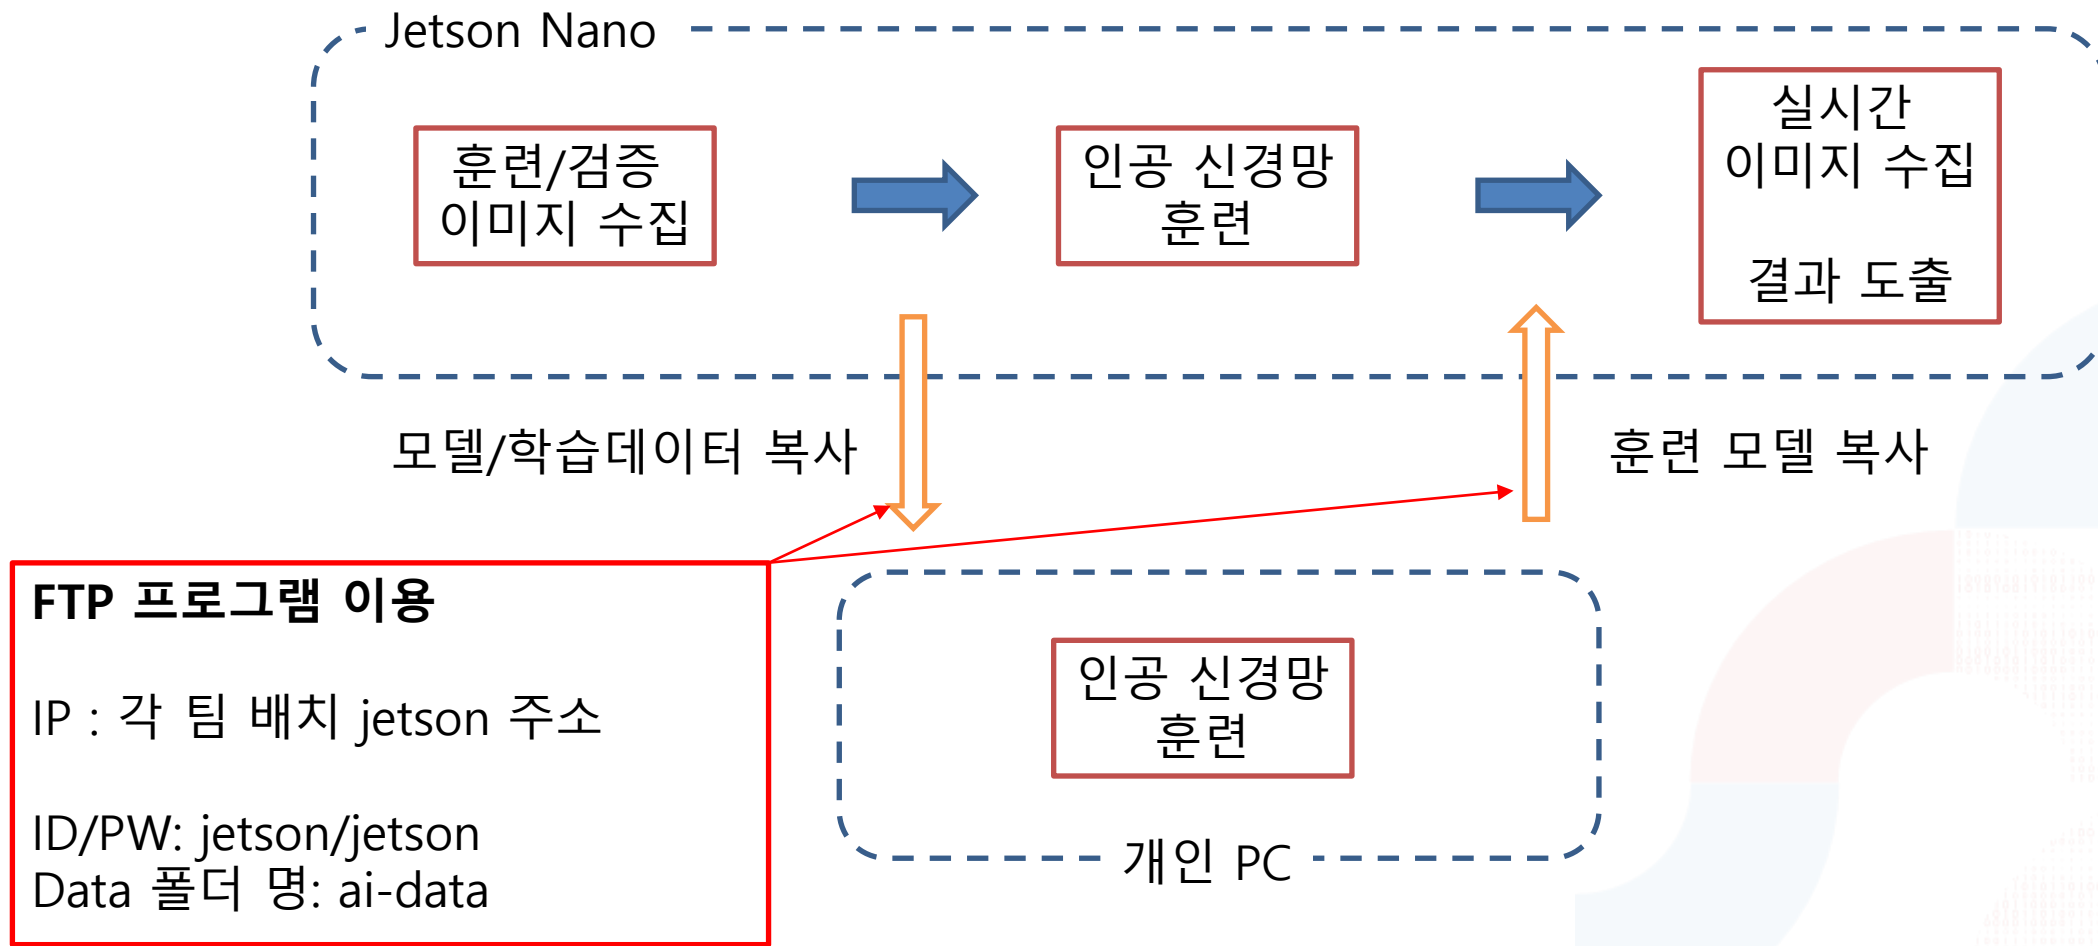 Jetson Nano
훈련/검증
이미지 수집
인공 신경망
훈련
실시간
이미지 수집
결과 도출
모델/학습데이터 복사
훈련 모델 복사
FTP 프로그램 이용
IP : 각 팀 배치 jetson 주소
ID/PW: jetson/jetson
Data 폴더 명: ai-data
인공 신경망
훈련
개인 PC